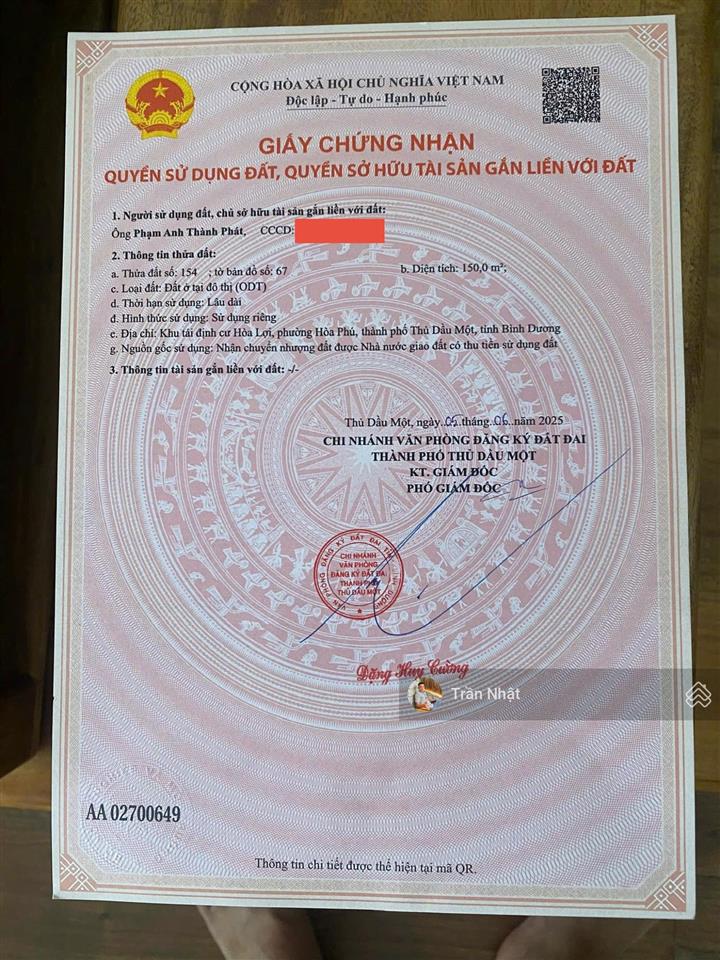 CỘNG HÒA XÃ HỘI CHỦ NGHĨA VIỆT NAM
Độc lập - Tự do - Hạnh phúc
GIẤY CHỨNG NHẬN
QUYỀN SỬ DỤNG ĐẤT, QUYỀN SỞ HỮU TÀI SẢN GẮN LIỀN VỚI ĐẤT
1. Người sử dụng đất, chủ sở hữu tài sản gắn liền với đất:
Ông Phạm Anh Thành Phát, CCCD:
2. Thông tin thửa đất:
a. Thửa đất số: 154 ; tờ bản đồ số: 67 b. Diện tích: 150,0 m²;
c. Loại đất: Đất ở tại đô thị (ODT)
d. Thời hạn sử dụng: Lâu dài
đ. Hình thức sử dụng: Sử dụng riêng
e. Địa chỉ: Khu tái định cư Hòa Lợi, phường Hòa Phú, thành phố Thủ Dầu Một, tỉnh Bình Dương
g. Nguồn gốc sử dụng: Nhận chuyển nhượng đất được Nhà nước giao đất có thu tiền sử dụng đất
3. Thông tin tài sản gắn liền với đất: -/-
Thủ Dầu Một, ngày..05.tháng..06..năm 2025
CHI NHÁNH VĂN PHÒNG ĐĂNG KÝ ĐẤT ĐAI
THÀNH PHỐ THỦ DẦU MỘT
KT. GIÁM ĐỐC
PHÓ GIÁM ĐỐC
VĂN PHÒNG ĐĂNG KÝ ĐẤT ĐAI TỈNH BÌNH DƯƠNG
CHI NHÁNH
VĂN PHÒNG
ĐĂNG KÝ ĐẤT ĐAI
THÀNH PHỐ
THỦ DẦU MỘT
Đặng Huy Cường
Trần Nhật
AA 02700649
Thông tin chi tiết được thể hiện tại mã QR.